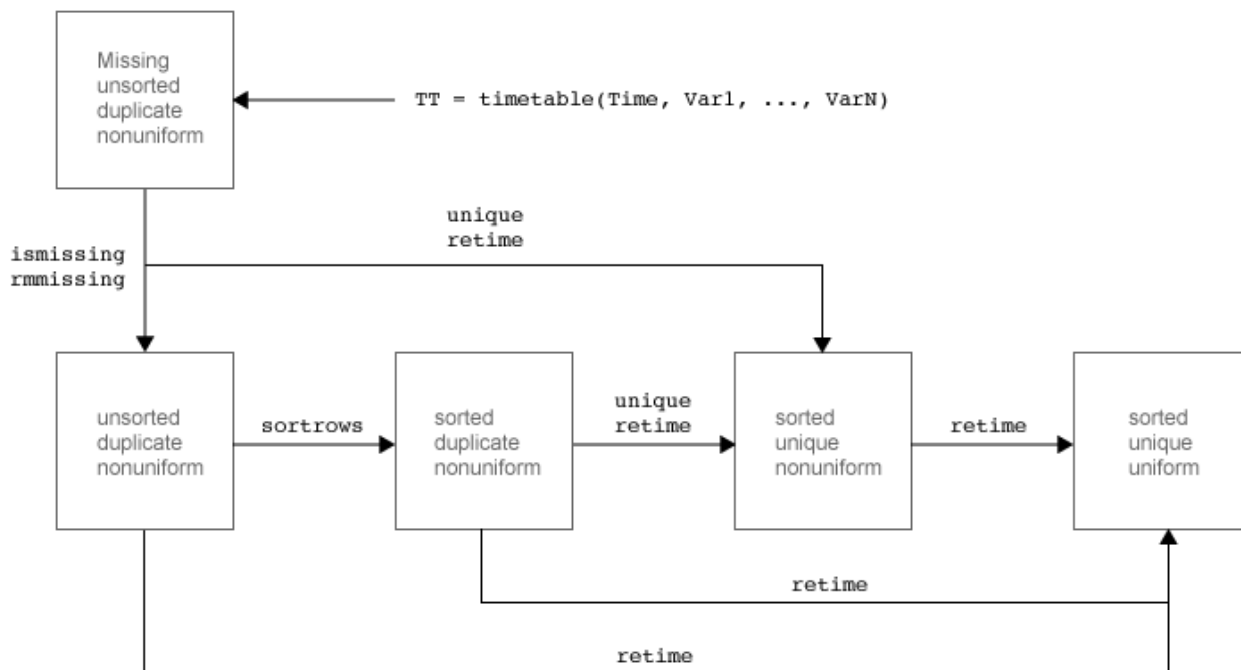 Missing
unsorted
duplicate
nonuniform
TT = timetable(Time, Var1, ..., VarN)
unique
retime
ismissing
rmmissing
unsorted
duplicate
nonuniform
sortrows
sorted
duplicate
nonuniform
unique
retime
sorted
unique
nonuniform
retime
sorted
unique
uniform
retime
retime